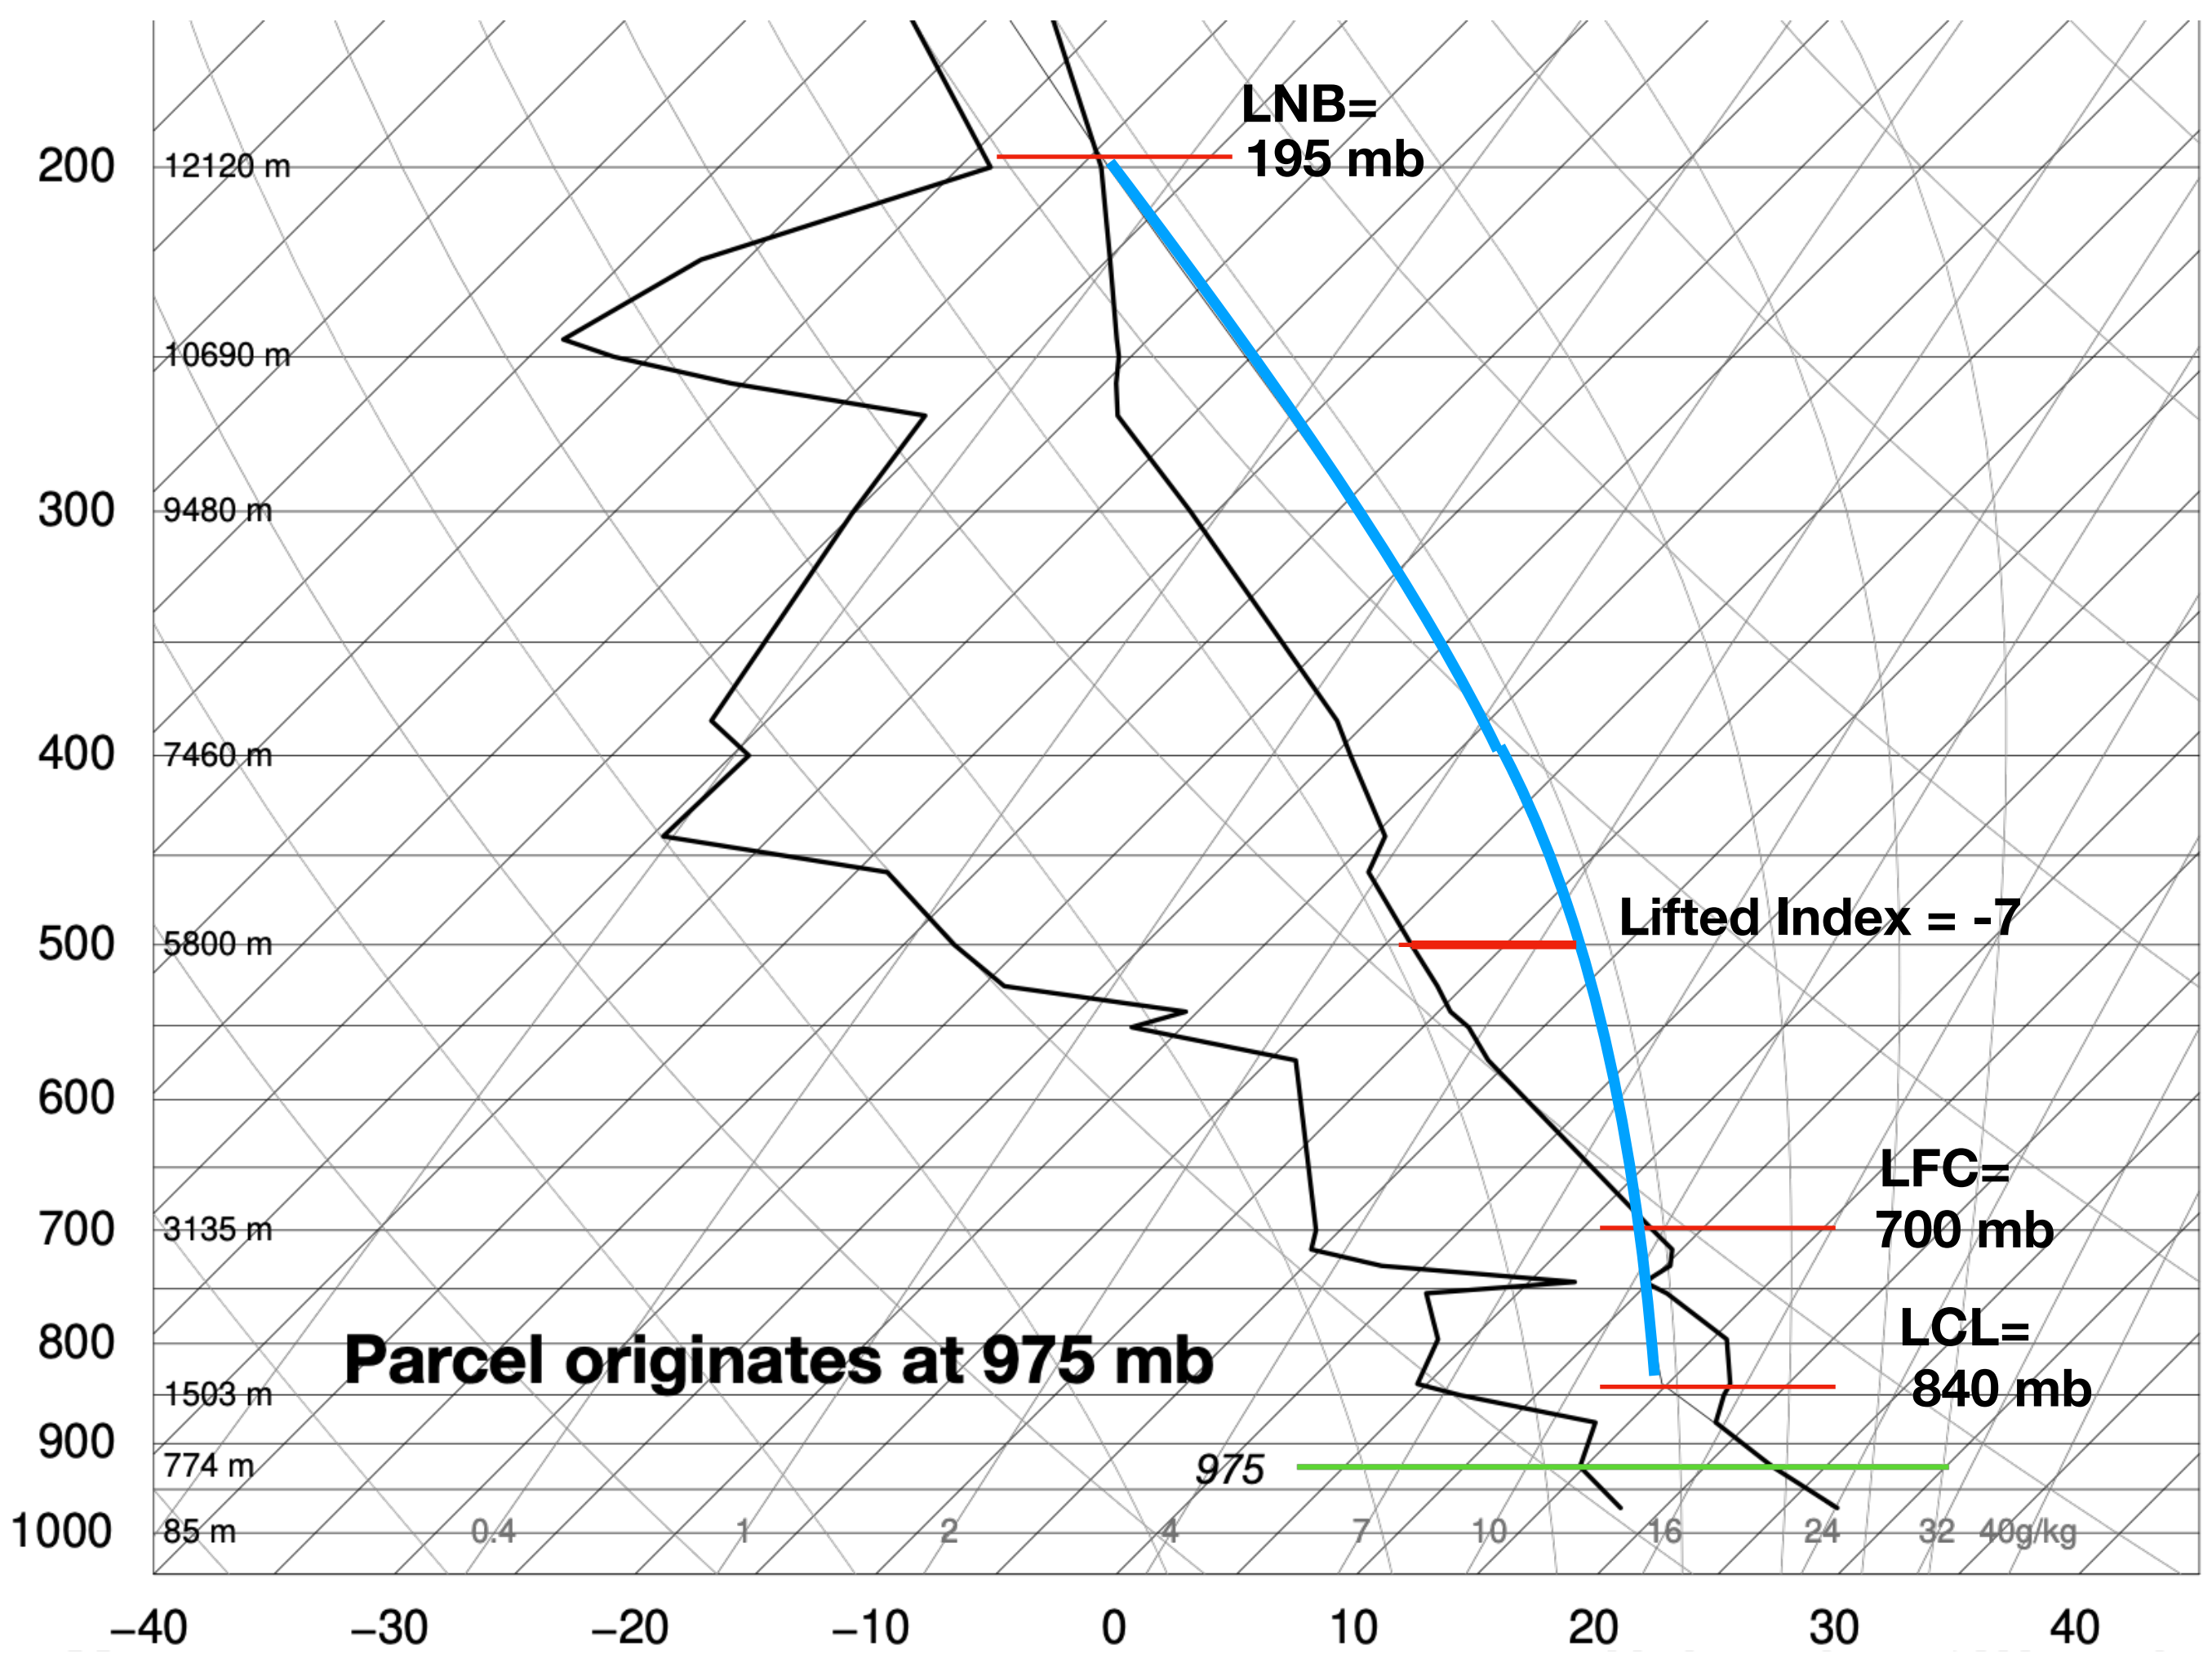 LNB=
200 12120 m 195 mb
10690 m
300 9480 m
400 7460 m
Lifted Index = -7
500 5800 m
600
LFC=
700 3135 m 700 mb
LCL=
800 Parcel originates at 975 mb
1503 m 840 mb
900
774 m 975
1000 85 m 0.4 1 2 4 7 10 16 24 32 40g/kg
−40 −30 −20 −10 0 10 20 30 40